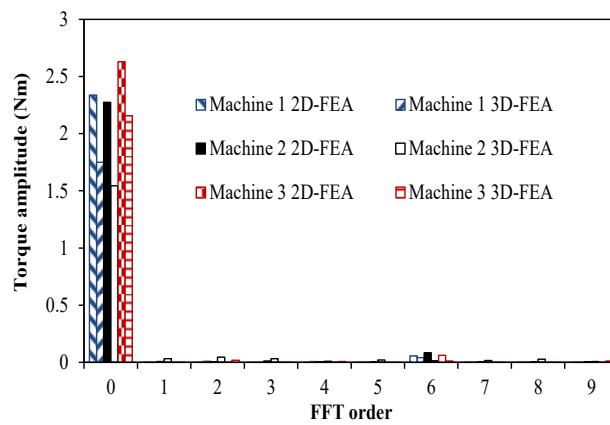 3
2.5
2
1.5
1
0.5
0
Torque amplitude (Nm)
Machine 1 2D-FEA
Machine 1 3D-FEA
Machine 2 2D-FEA
Machine 2 3D-FEA
Machine 3 2D-FEA
Machine 3 3D-FEA
0 1 2 3 4 5 6 7 8 9
FFT order